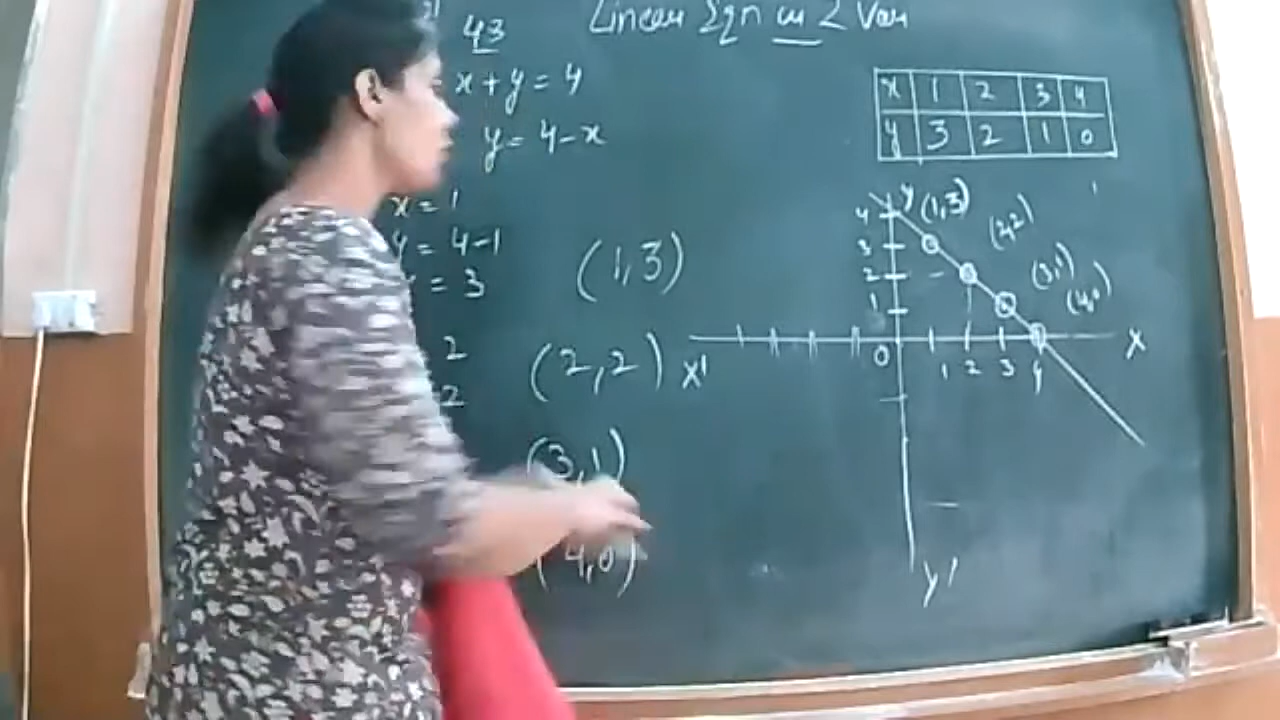 Linear Eqn in 2 Var
43
x + y = 4
y = 4 - x
x = 1
y = 4 - 1
y = 3
(1,3)
2
2
(2,2)
(3,1)
(4,0)
x 1 2 3 4
y 3 2 1 0
y
(1,3)
(2,2)
(3,1)
(4,0)
4
3
2
1
X' 0 1 2 3 4 X
y'